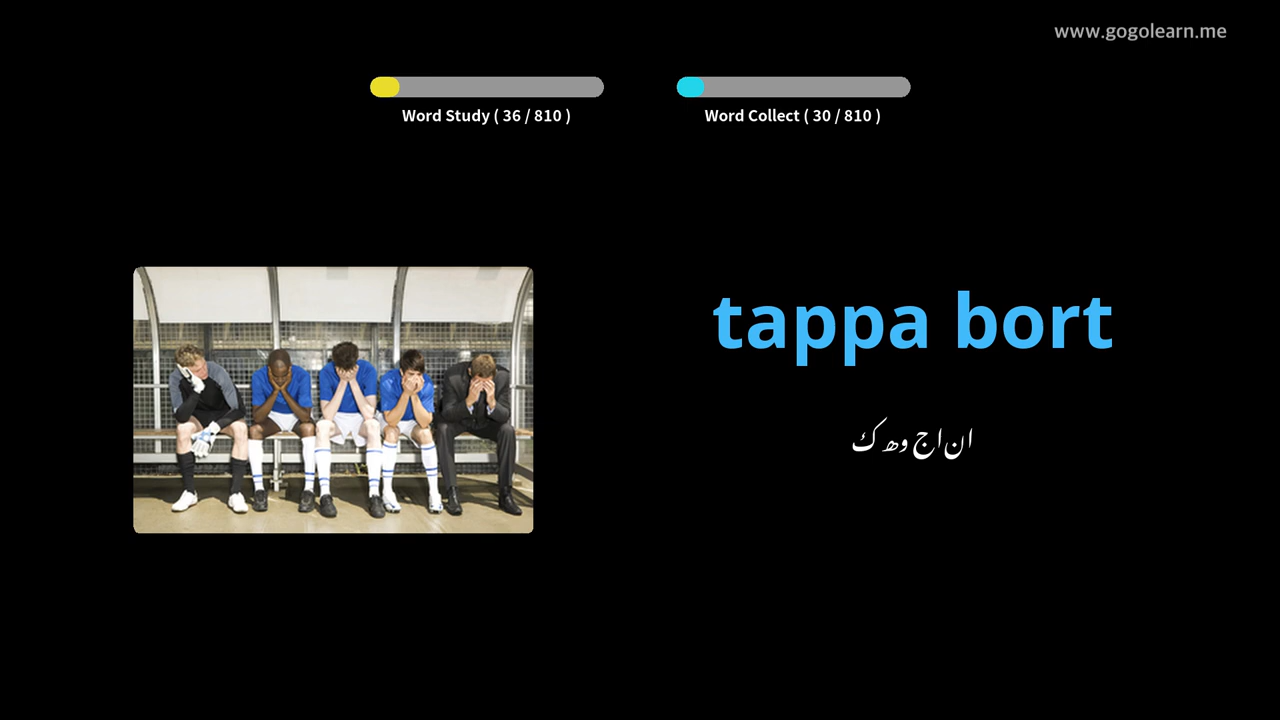 www.gogolearn.me
Word Study ( 36 / 810 )
Word Collect ( 30 / 810 )
tappa bort
ان اج وھ ک